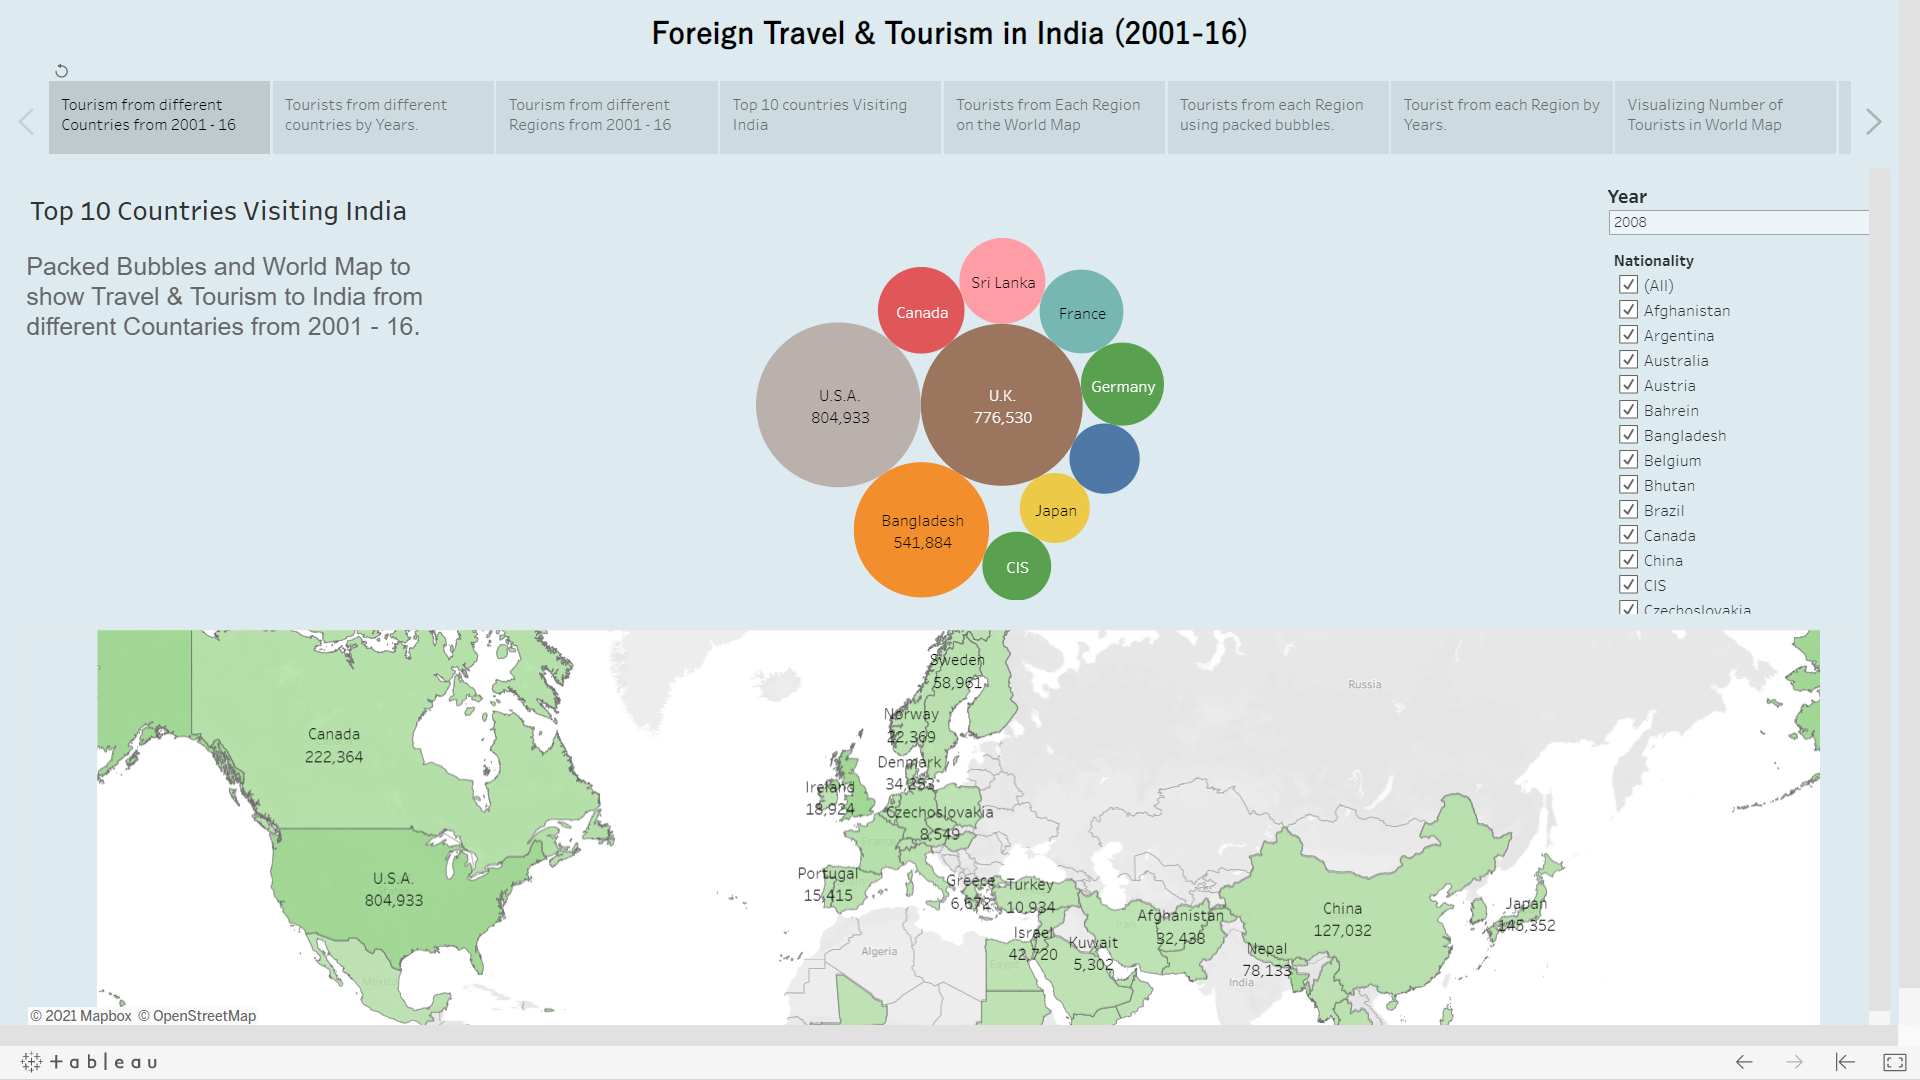 Foreign Travel & Tourism in India (2001-16)
Tourism from different
Countries from 2001 - 16
Tourists from different
countries by Years.
Tourism from different
Regions from 2001 - 16
Top 10 countries Visiting
India
Tourists from Each Region
on the World Map
Tourists from each Region
using packed bubbles.
Tourist from each Region by
Years.
Visualizing Number of
Tourists in World Map
Top 10 Countries Visiting India
Packed Bubbles and World Map to
show Travel & Tourism to India from
different Countaries from 2001 - 16.
Sri Lanka
Canada
France
Germany
U.S.A.
804,933
U.K.
776,530
Japan
Bangladesh
541,884
CIS
Year
2008
Nationality
(All)
Afghanistan
Argentina
Australia
Austria
Bahrein
Bangladesh
Belgium
Bhutan
Brazil
Canada
China
CIS
Czechoslovakia
Sweden
58,961
Russia
Norway
22,369
Canada
222,364
Denmark
34,253
Ireland
18,924
Czechoslovakia
8,549
France
Portugal
15,415
U.S.A.
804,933
Greece
6,672
Turkey
10,934
Afghanistan
32,438
Iran
China
127,032
Japan
145,352
Israel
42,720
Kuwait
5,302
Nepal
78,133
Algeria
Egypt
India
Mexico
© 2021 Mapbox © OpenStreetMap
+ableau